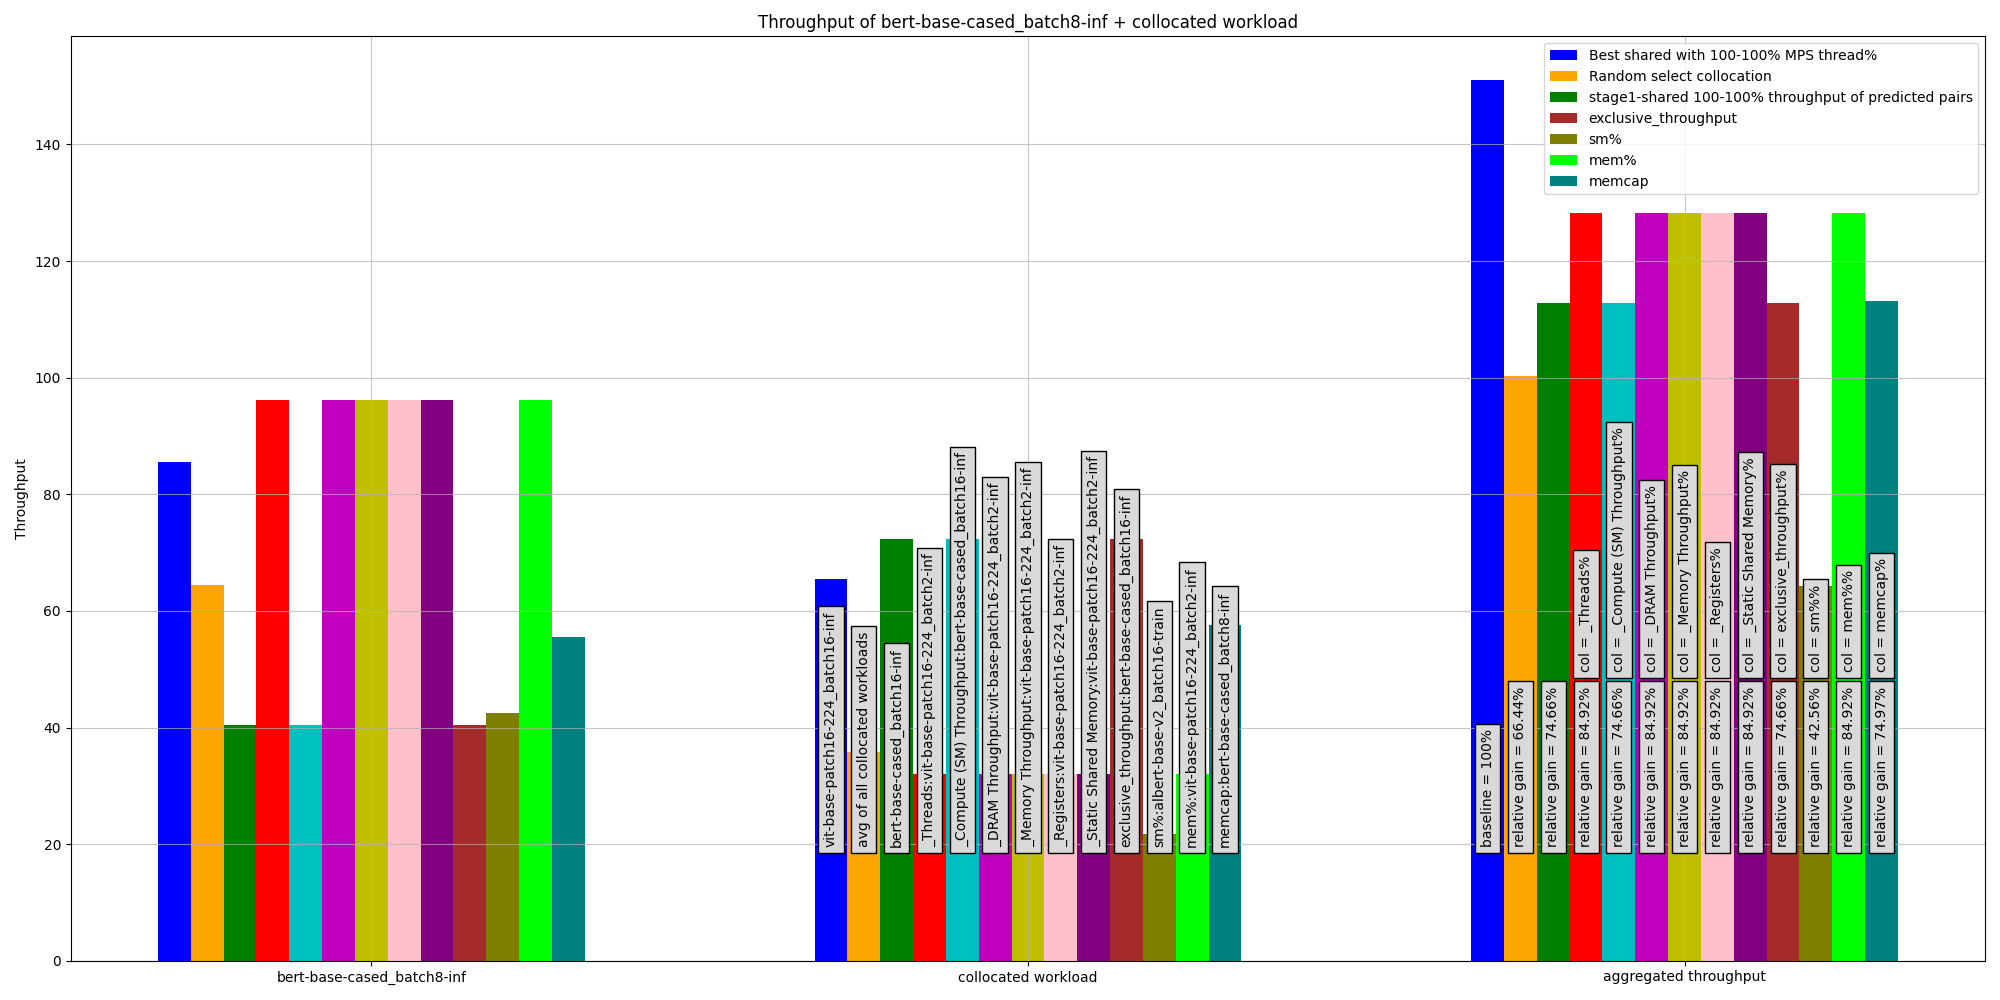 Throughput of bert-base-cased_batch8-inf + collocated workload
Best shared with 100-100% MPS thread%
Random select collocation
stage1-shared 100-100% throughput of predicted pairs
exclusive_throughput
sm%
mem%
memcap
Throughput
140
120
100
80
60
40
20
0
vit-base-patch16-224_batch16-inf
avg of all collocated workloads
bert-base-cased_batch16-inf
_Threads:vit-base-patch16-224_batch2-inf
_Compute (SM) Throughput:bert-base-cased_batch16-inf
_DRAM Throughput:vit-base-patch16-224_batch2-inf
_Memory Throughput:vit-base-patch16-224_batch2-inf
_Registers:vit-base-patch16-224_batch2-inf
_Static Shared Memory:vit-base-patch16-224_batch2-inf
exclusive_throughput:bert-base-cased_batch16-inf
sm%:albert-base-v2_batch16-train
mem%:vit-base-patch16-224_batch2-inf
memcap:bert-base-cased_batch8-inf
col = _Threads%
col = _Compute (SM) Throughput%
col = _DRAM Throughput%
col = _Memory Throughput%
col = _Registers%
col = _Static Shared Memory%
col = exclusive_throughput%
col = sm%%
col = mem%%
col = memcap%
baseline = 100%
relative gain = 66.44%
relative gain = 74.66%
relative gain = 84.92%
relative gain = 74.66%
relative gain = 84.92%
relative gain = 84.92%
relative gain = 84.92%
relative gain = 84.92%
relative gain = 74.66%
relative gain = 42.56%
relative gain = 84.92%
relative gain = 74.97%
bert-base-cased_batch8-inf
collocated workload
aggregated throughput